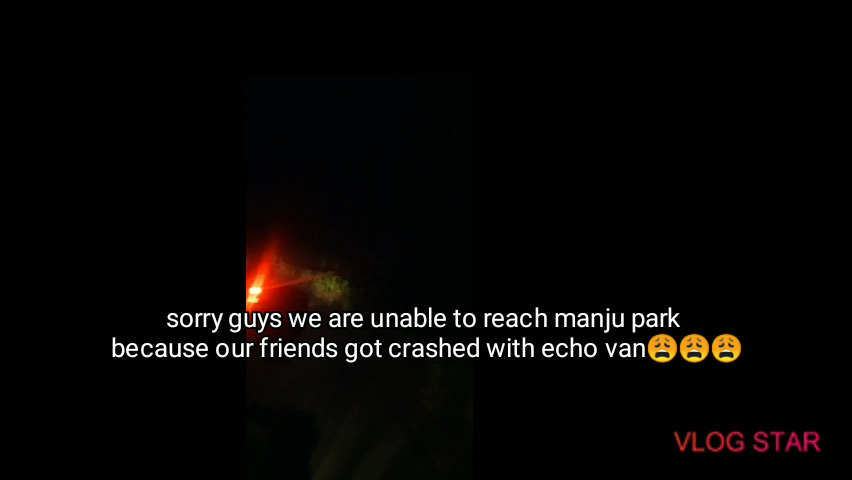 sorry guys we are unable to reach manju park
because our friends got crashed with echo van😩😩😩
VLOG STAR